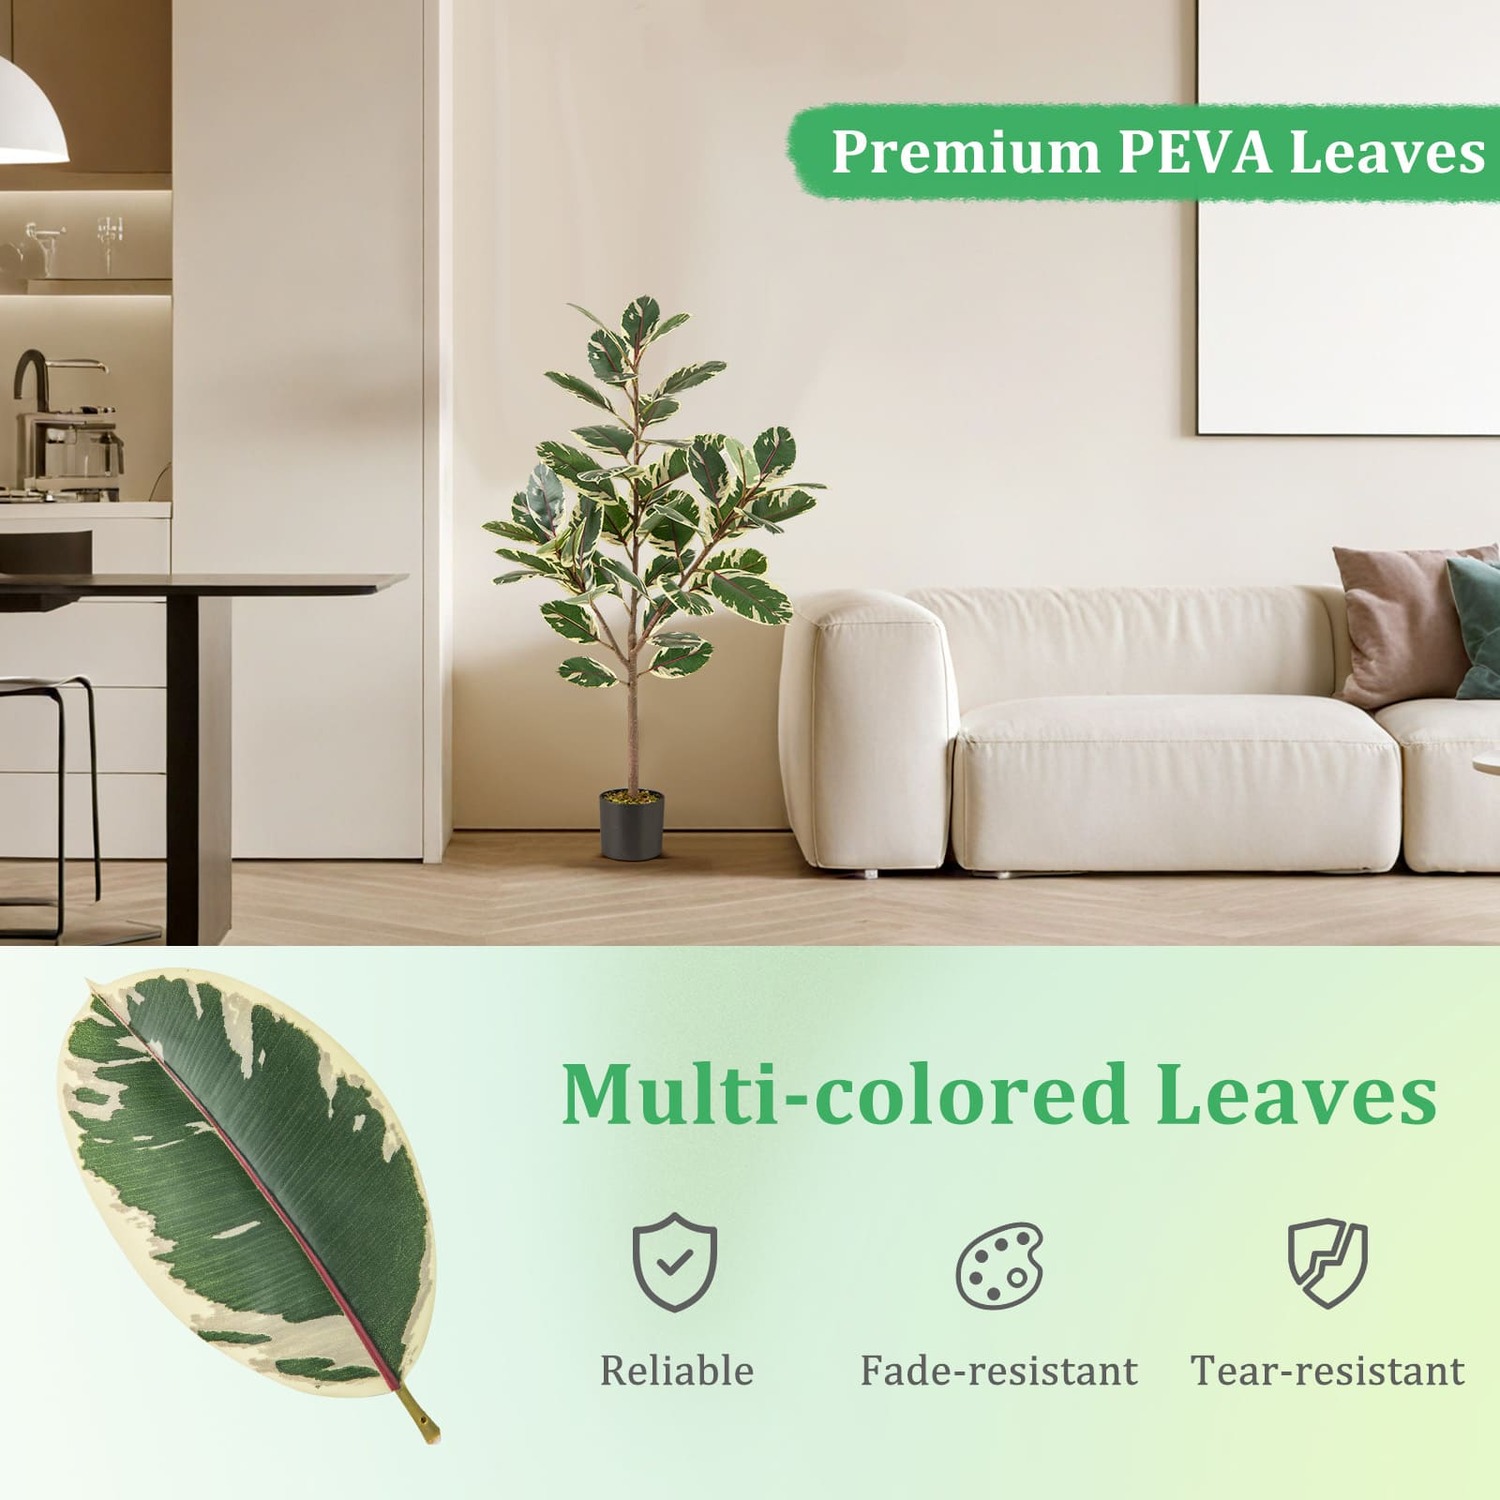 Premium PEVA Leaves
Multi-colored Leaves
Reliable
Fade-resistant
Tear-resistant